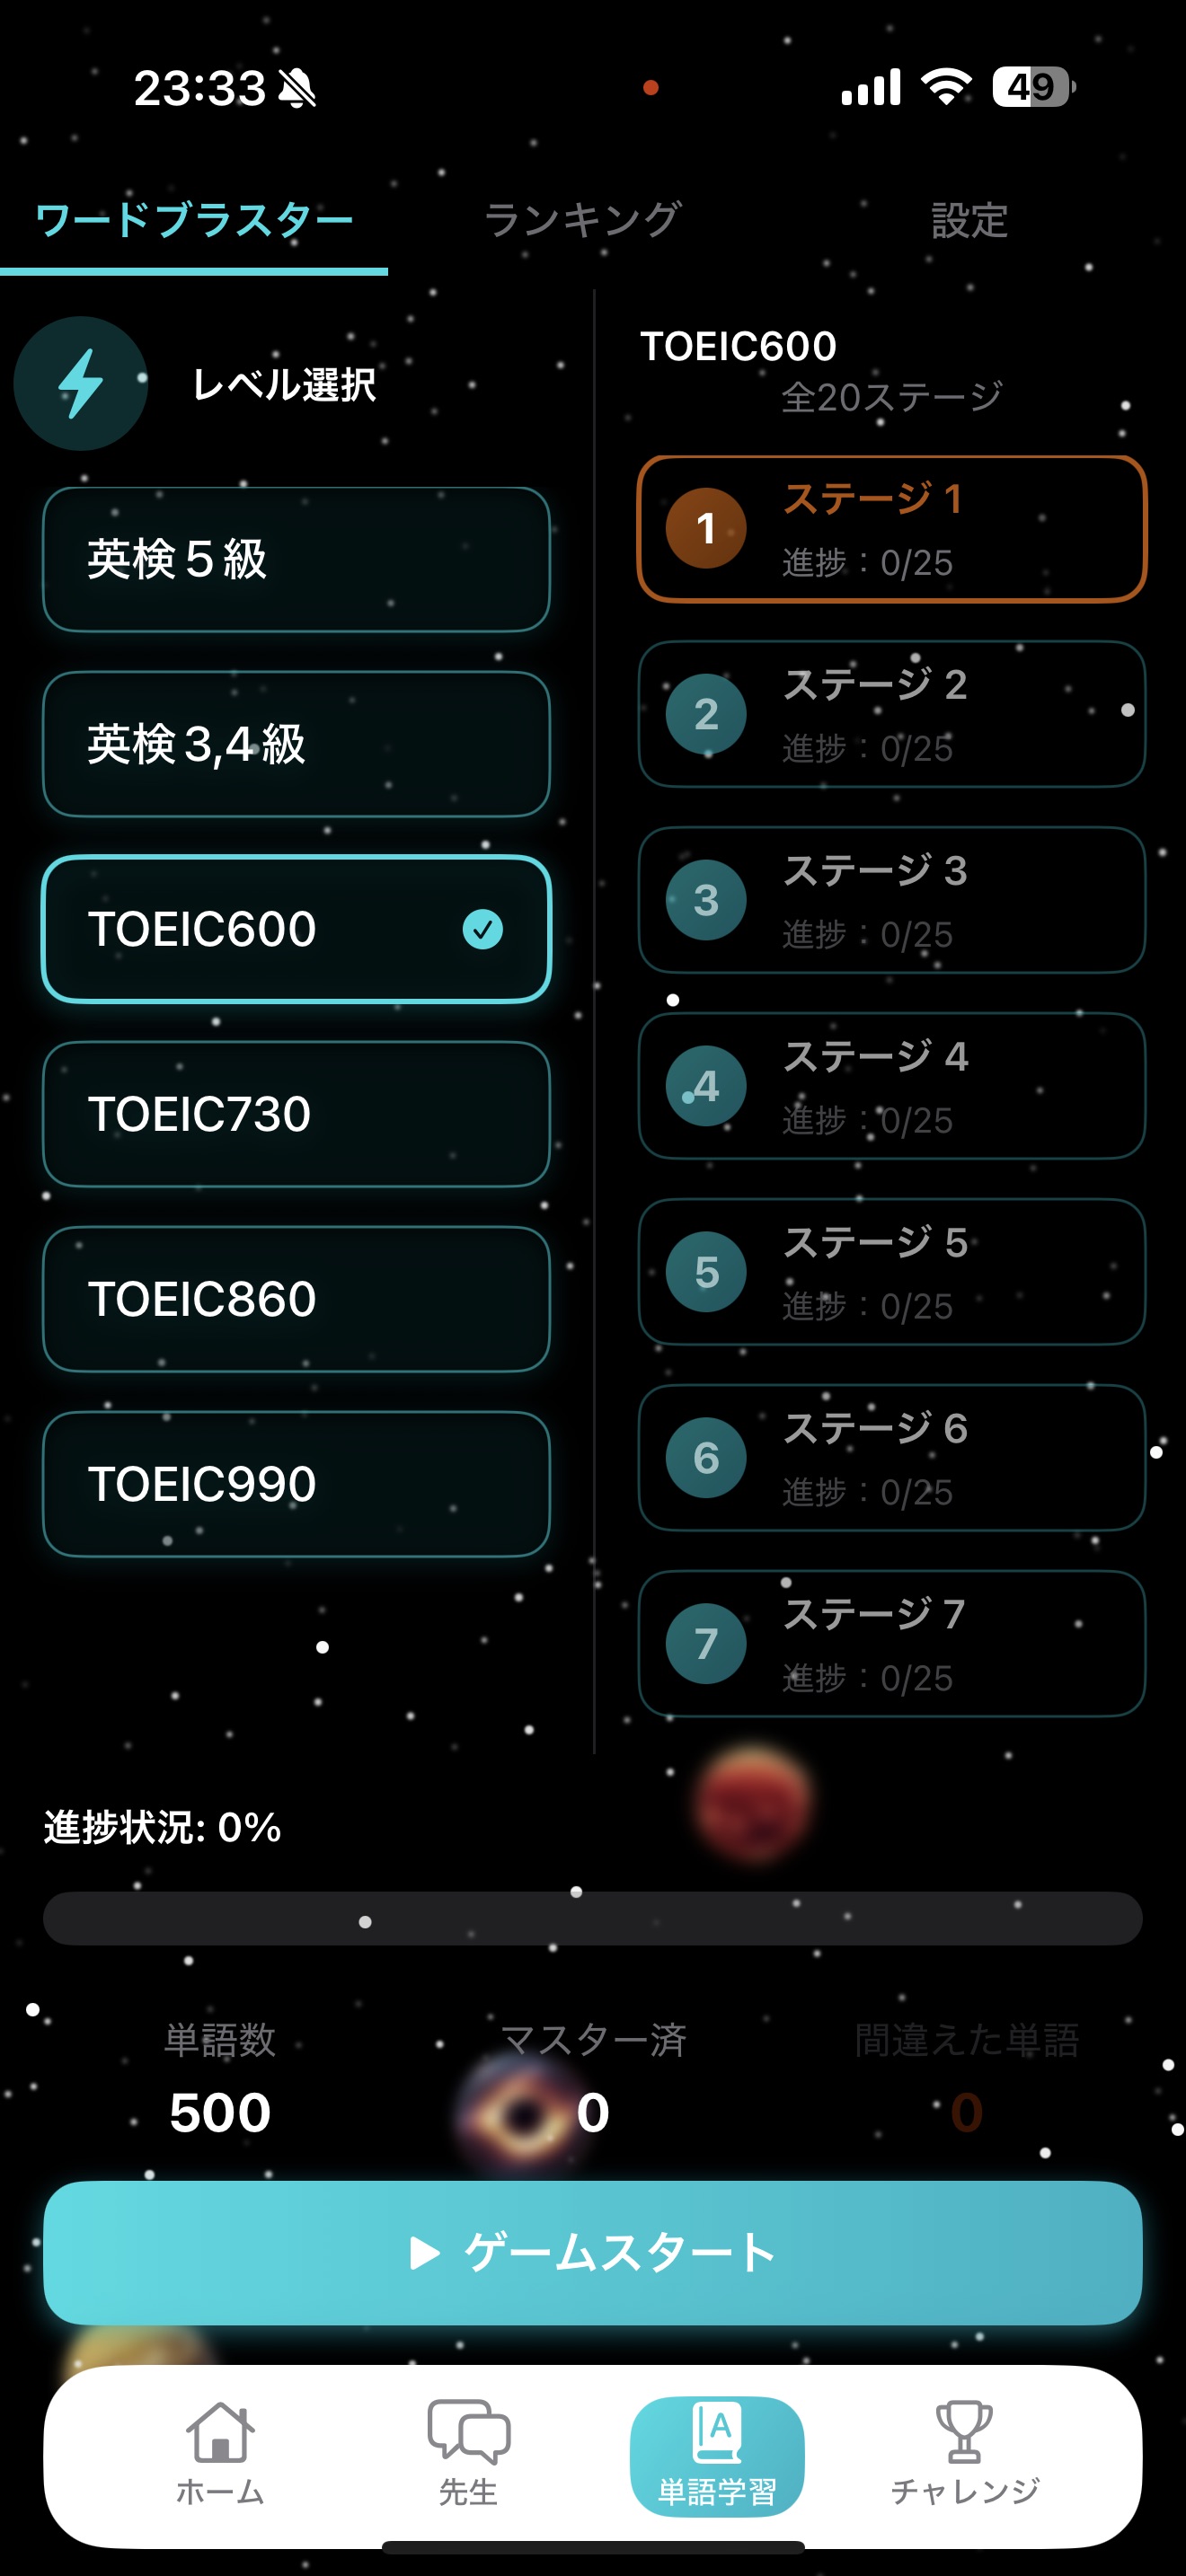 23:33
49
ワードブラスター
ランキング
設定
レベル選択
英検５級
英検3,4級
TOEIC600
TOEIC730
TOEIC860
TOEIC990
TOEIC600
全20ステージ
1
ステージ 1
進捗：0/25
2
ステージ 2
進捗：0/25
3
ステージ 3
進捗：0/25
4
ステージ 4
進捗：0/25
5
ステージ 5
進捗：0/25
6
ステージ 6
進捗：0/25
7
ステージ 7
進捗：0/25
進捗状況: 0%
単語数
マスター済
間違えた単語
500
0
0
ゲームスタート
A
ホーム
先生
単語学習
チャレンジ